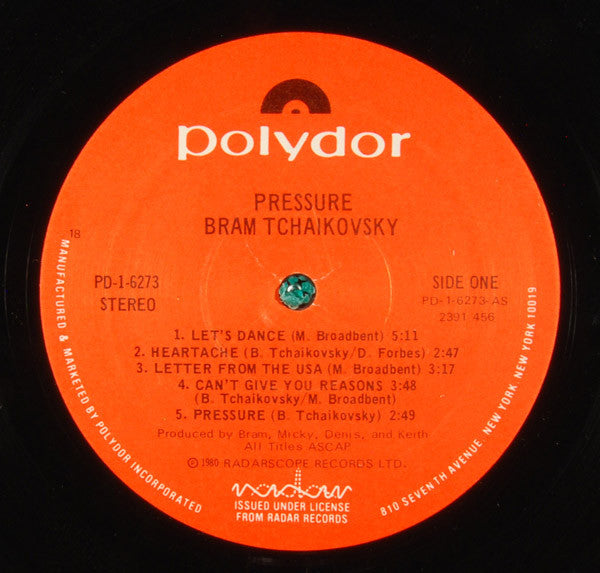 polydor
PRESSURE
BRAM TCHAIKOVSKY
18
PD-1-6273
STEREO
SIDE ONE
PD-1-6273-AS
2391 456
1. LET'S DANCE (M. Broadbent) 5:11
2. HEARTACHE (B. Tchaikovsky/D. Forbes) 2:47
3. LETTER FROM THE USA (M. Broadbent) 3:17
4. CAN'T GIVE YOU REASONS 3:48
(B. Tchaikovsky/M. Broadbent)
5. PRESSURE (B. Tchaikovsky) 2:49
Produced by Bram, Micky, Denis, and Keith
All Titles ASCAP
©1980 RADARSCOPE RECORDS LTD.
radar
ISSUED UNDER LICENSE
FROM RADAR RECORDS
MANUFACTURED & MARKETED BY POLYDOR INCORPORATED
810 SEVENTH AVENUE, NEW YORK, NEW YORK 10019